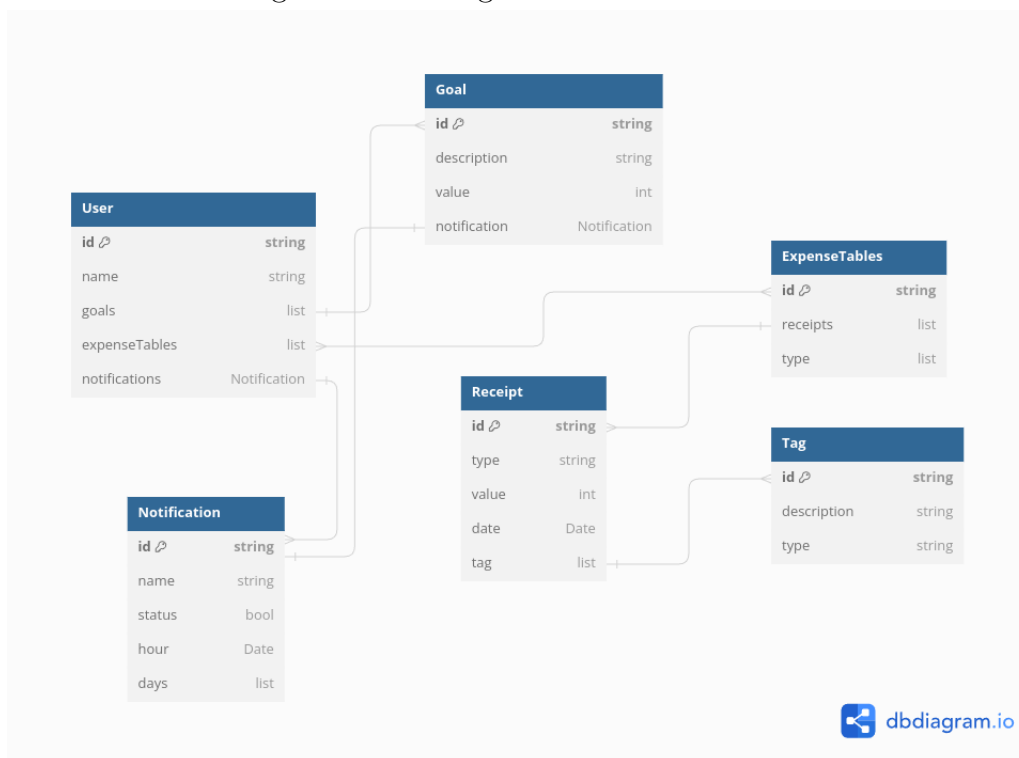 Goal
id string
description string
value int
notification Notification
User
id string
name string
goals list
expenseTables list
notifications Notification
ExpenseTables
id string
receipts list
type list
Receipt
id string
type string
value int
date Date
tag list
Tag
id string
description string
type string
Notification
id string
name string
status bool
hour Date
days list
dbdiagram.io